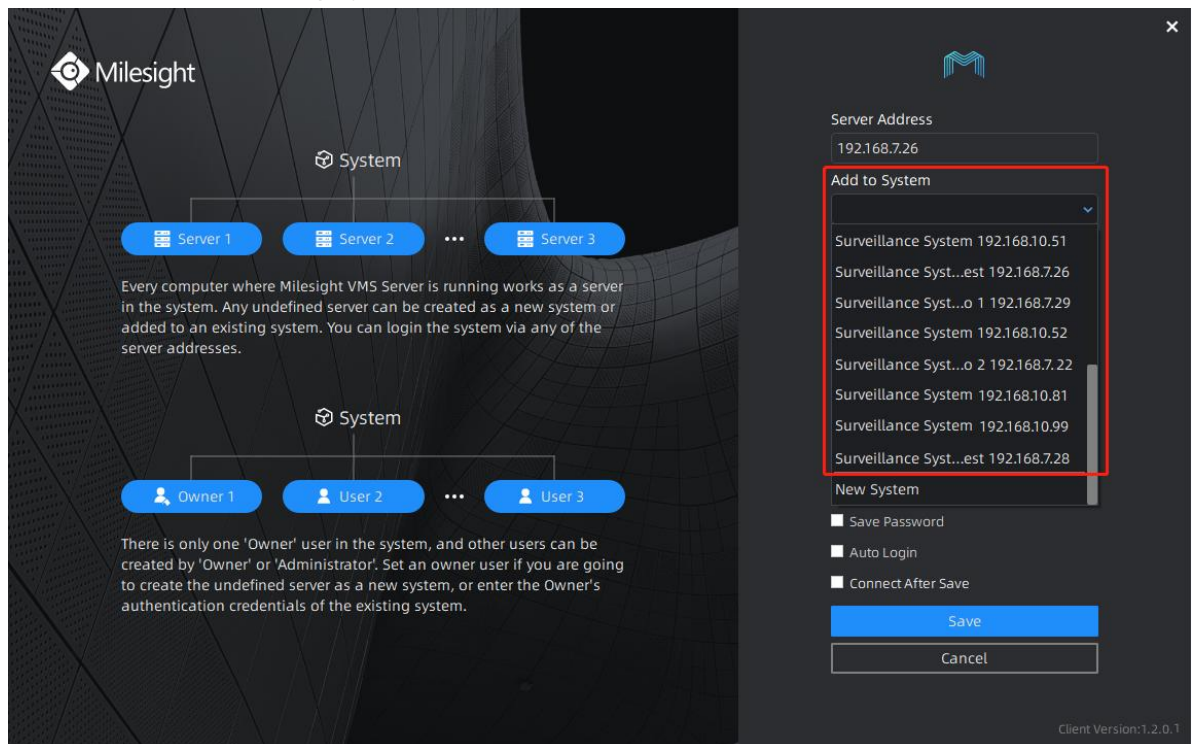 Milesight
System
Server 1
Server 2
•••
Server 3
Every computer where Milesight VMS Server is running works as a server
in the system. Any undefined server can be created as a new system or
added to an existing system. You can login the system via any of the
server addresses.
System
Owner 1
User 2
•••
User 3
There is only one 'Owner' user in the system, and other users can be
created by 'Owner' or 'Administrator'. Set an owner user if you are going
to create the undefined server as a new system, or enter the Owner's
authentication credentials of the existing system.
Server Address
192.168.7.26
Add to System
Surveillance System 192.168.10.51
Surveillance Syst...est 192.168.7.26
Surveillance Syst...o 1 192.168.7.29
Surveillance System 192.168.10.52
Surveillance Syst...o 2 192.168.7.22
Surveillance System 192.168.10.81
Surveillance System 192.168.10.99
Surveillance Syst...est 192.168.7.28
New System
Save Password
Auto Login
Connect After Save
Save
Cancel
Client Version:1.2.0.1